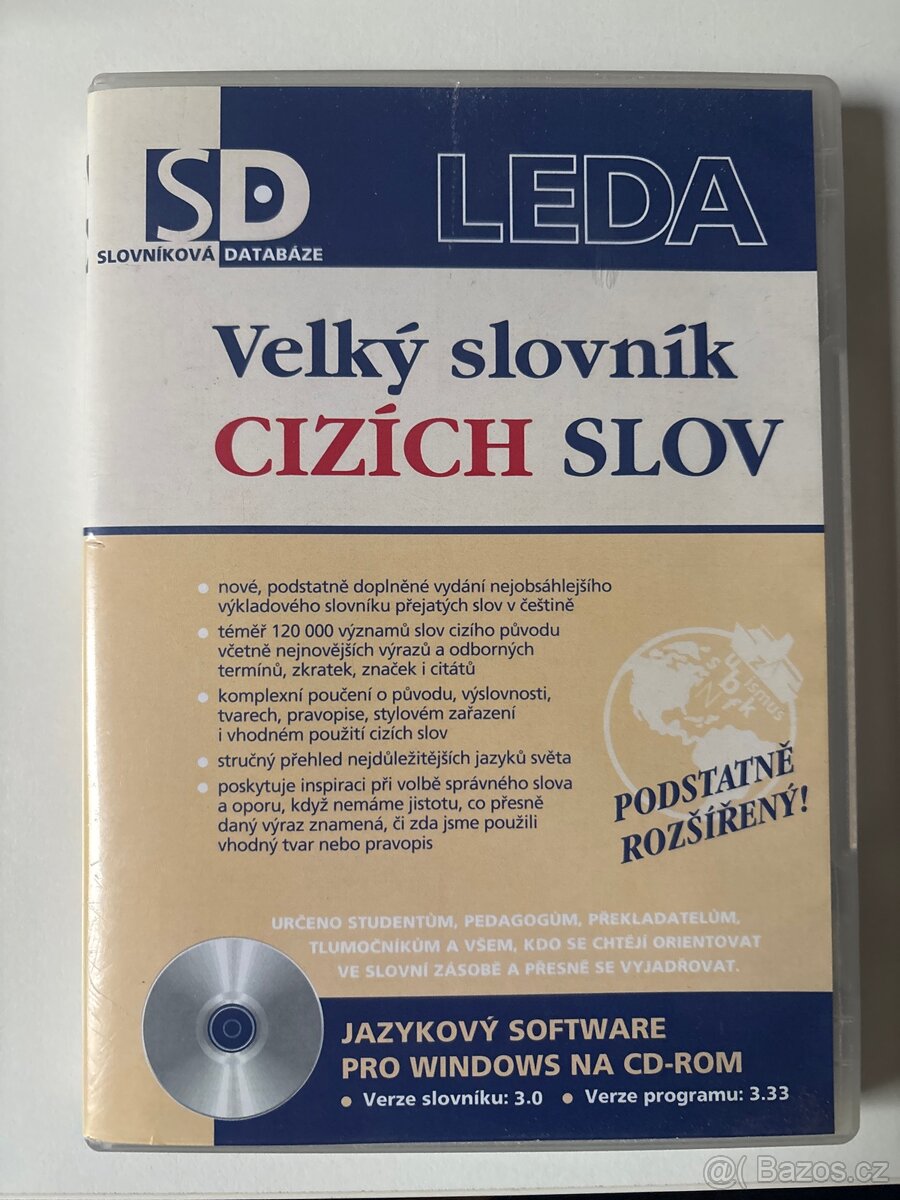 SD
LEDA
SLOVNÍKOVÁ DATABÁZE
Velký slovník
CIZÍCH SLOV
• nové, podstatně doplněné vydání nejobsáhlejšího
výkladového slovníku přejatých slov v češtině
• téměř 120 000 významů slov cizího původu
včetně nejnovějších výrazů a odborných
termínů, zkratek, značek i citátů
• komplexní poučení o původu, výslovnosti,
tvarech, pravopise, stylovém zařazení
i vhodném použití cizích slov
• stručný přehled nejdůležitějších jazyků světa
• poskytuje inspiraci při volbě správného slova
a oporu, když nemáme jistotu, co přesně
daný výraz znamená, či zda jsme použili
vhodný tvar nebo pravopis
PODSTATNĚ
ROZŠÍŘENÝ!
URČENO STUDENTŮM, PEDAGOGŮM, PŘEKLADATELŮM,
TLUMOČNÍKŮM A VŠEM, KDO SE CHTĚJÍ ORIENTOVAT
VE SLOVNÍ ZÁSOBĚ A PŘESNĚ SE VYJADŘOVAT.
JAZYKOVÝ SOFTWARE
PRO WINDOWS NA CD-ROM
• Verze slovníku: 3.0 • Verze programu: 3.33
@( Bazos.cz